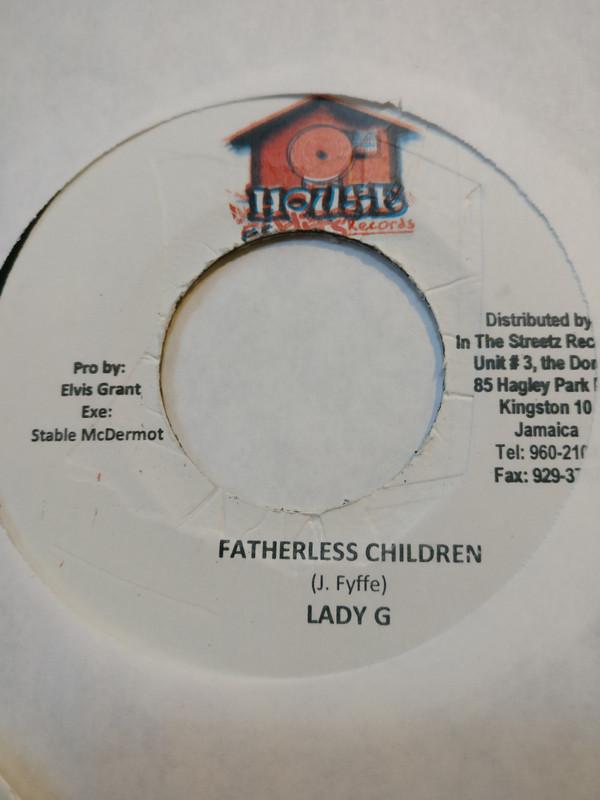 HOUSE
Records
Pro by:
Elvis Grant
Exe:
Stable McDermot
Distributed by
In The Streetz Rec
Unit # 3, the
85 Hagley Park
Kingston 10
Jamaica
Tel: 960-210
Fax: 929-3
FATHERLESS CHILDREN
(J. Fyffe)
LADY G